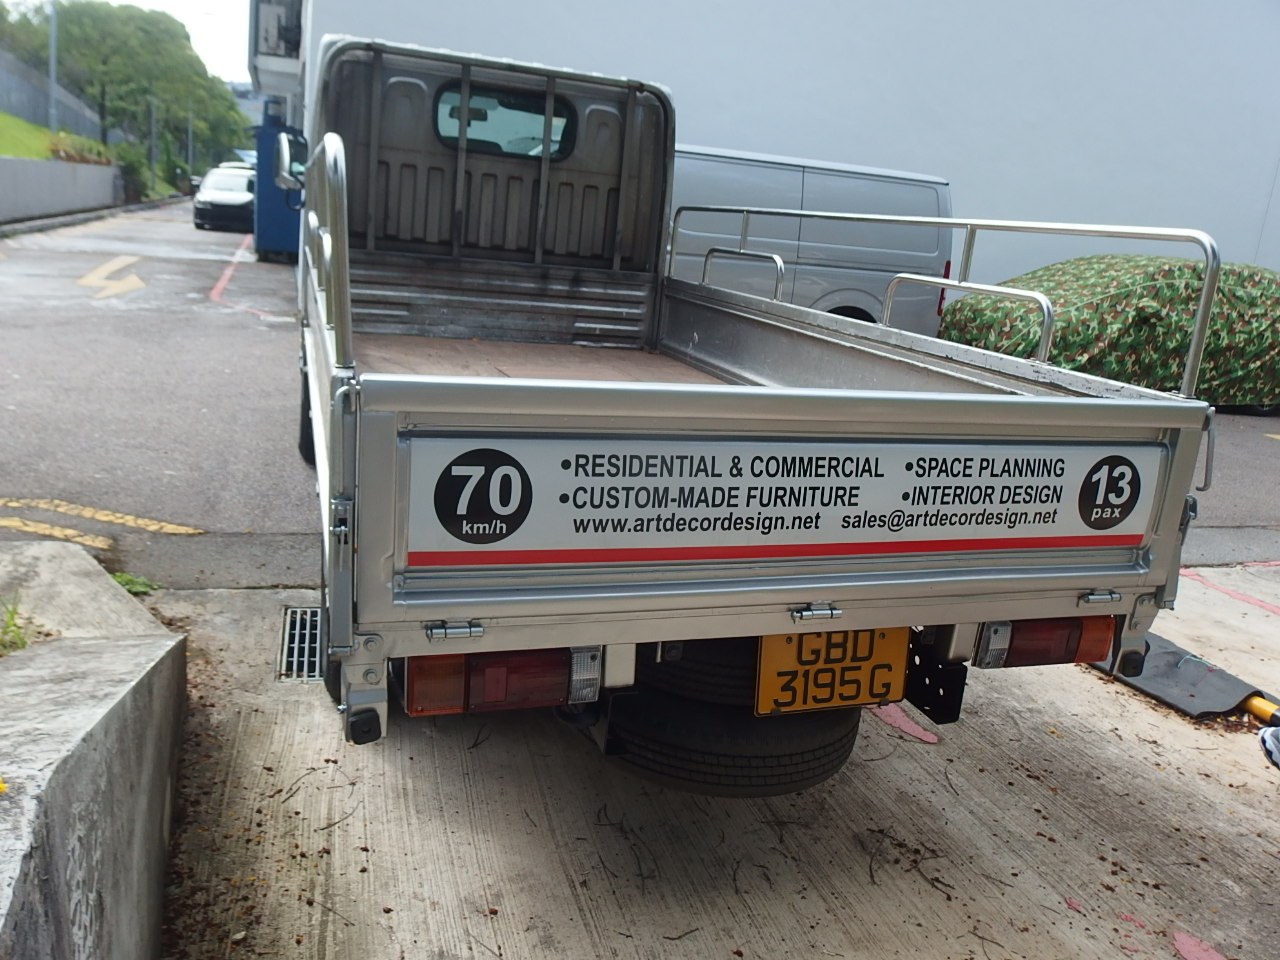 70
km/h
•RESIDENTIAL & COMMERCIAL
•CUSTOM-MADE FURNITURE
•SPACE PLANNING
•INTERIOR DESIGN
www.artdecordesign.net sales@artdecordesign.net
13
pax
GBD
3195G